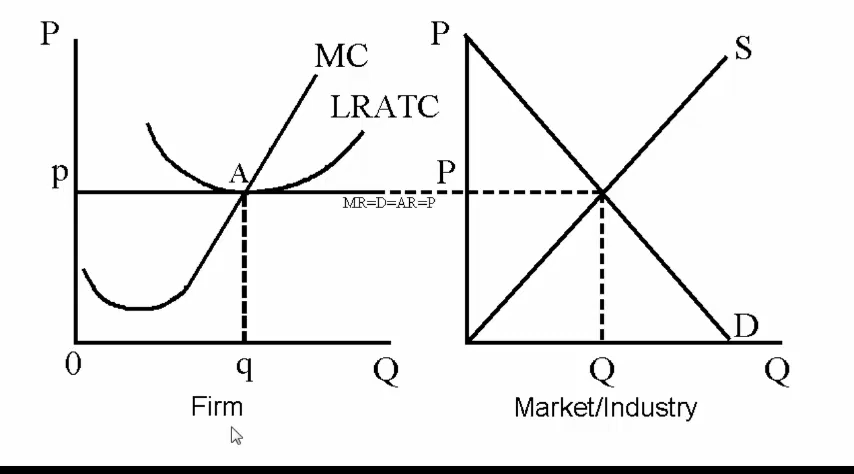 P
MC
LRATC
p
A
MR=D=AR=P
0
q
Q
Firm
P
S
P
D
Q
Q
Market/Industry